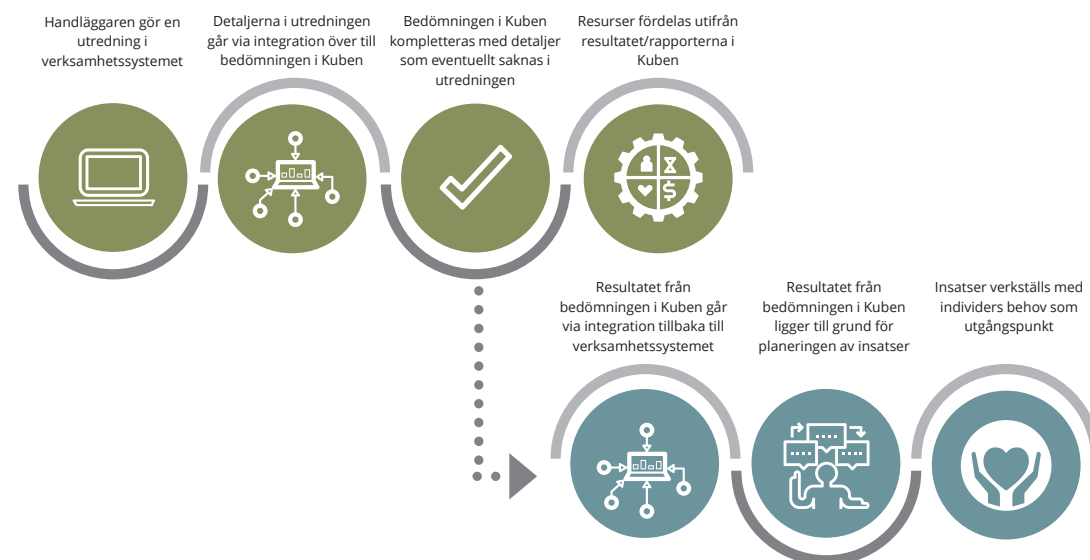 Handläggaren gör en
utredning i
verksamhetssystemet
Detaljerna i utredningen
går via integration över till
bedömningen i Kuben
Bedömningen i Kuben
kompletteras med detaljer
som eventuellt saknas i
utredningen
Resurser fördelas utifrån
resultatet/rapporterna i
Kuben
Resultatet från
bedömningen i Kuben går
via integration tillbaka till
verksamhetssystemet
Resultatet från
bedömningen i Kuben
ligger till grund för
planeringen av insatser
Insatser verkställs med
individers behov som
utgångspunkt